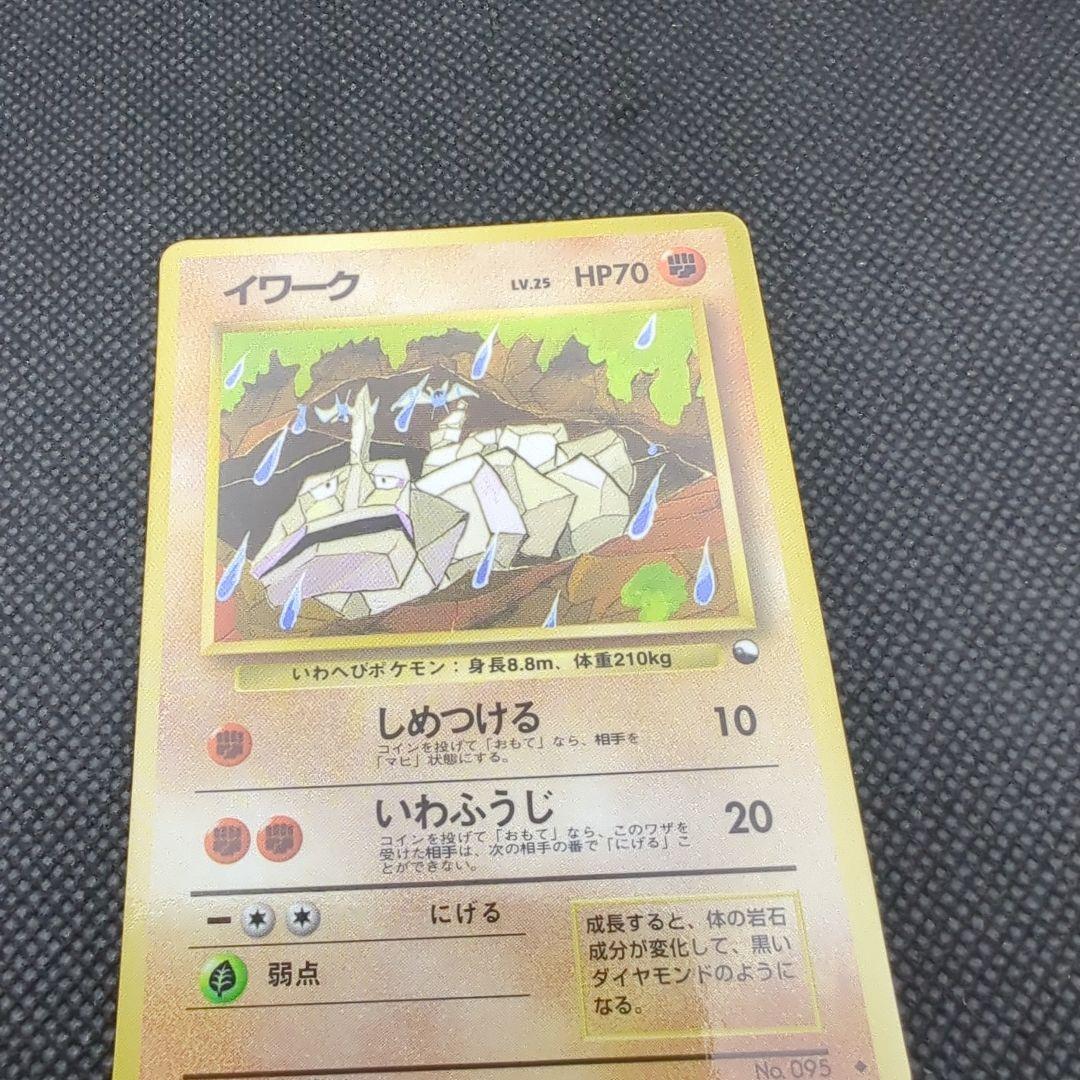 イワーク LV.25 HP70
いわへびポケモン：身長8.8m、体重210kg
しめつける 10
コインを投げて「おもて」なら、相手を
「マヒ」状態にする。
いわふうじ 20
コインを投げて「おもて」なら、このワザを
受けた相手は、次の相手の番で「にげる」こ
とができない。
にげる
弱点
成長すると、体の岩石
成分が変化して、黒い
ダイヤモンドのように
なる。
No. 095